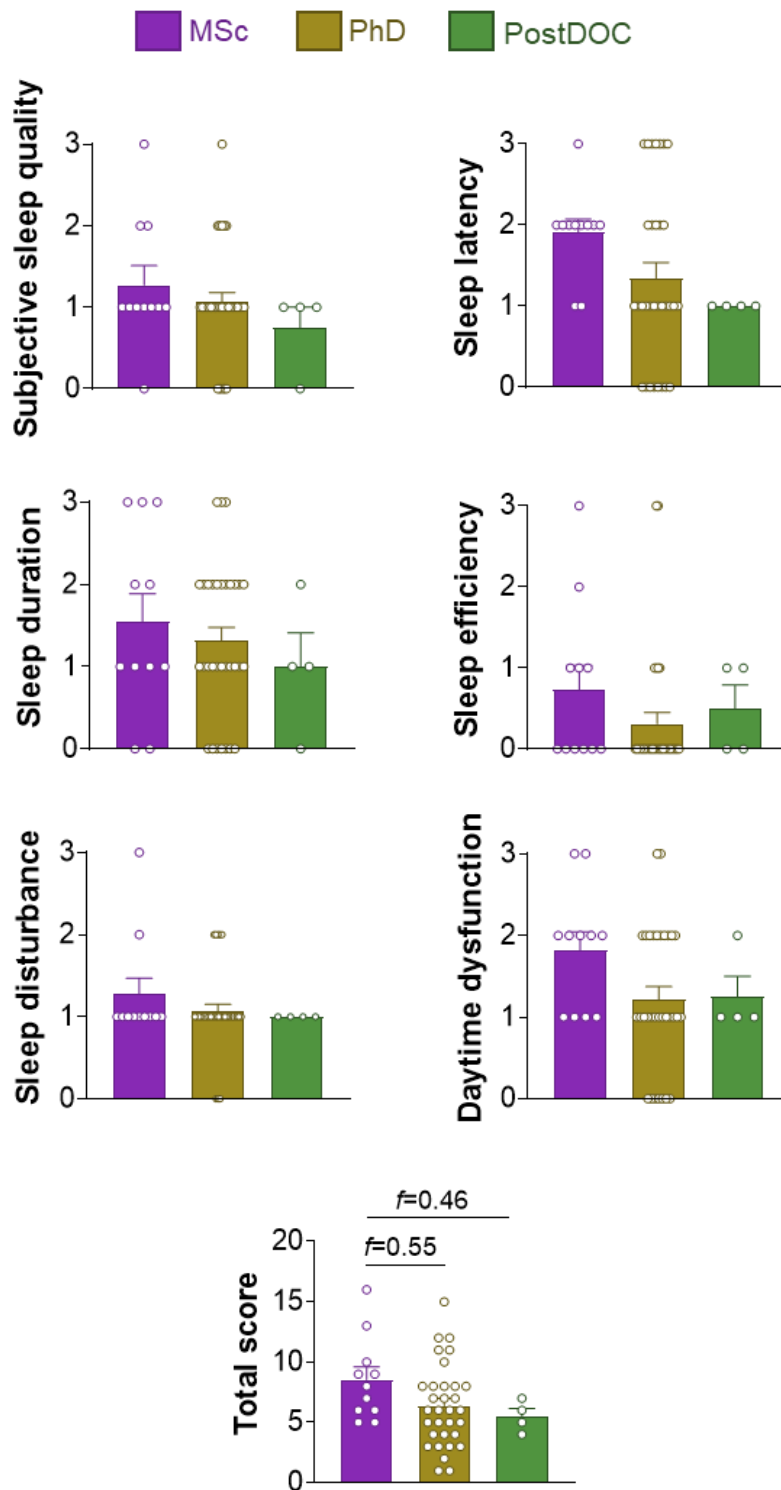 MSc PhD PostDOC
Subjective sleep quality
3
2
1
0
Sleep latency
3
2
1
0
Sleep duration
3
2
1
0
Sleep efficiency
3
2
1
0
Sleep disturbance
3
2
1
0
Daytime dysfunction
3
2
1
0
Total score
f=0.46
f=0.55
20
15
10
5
0